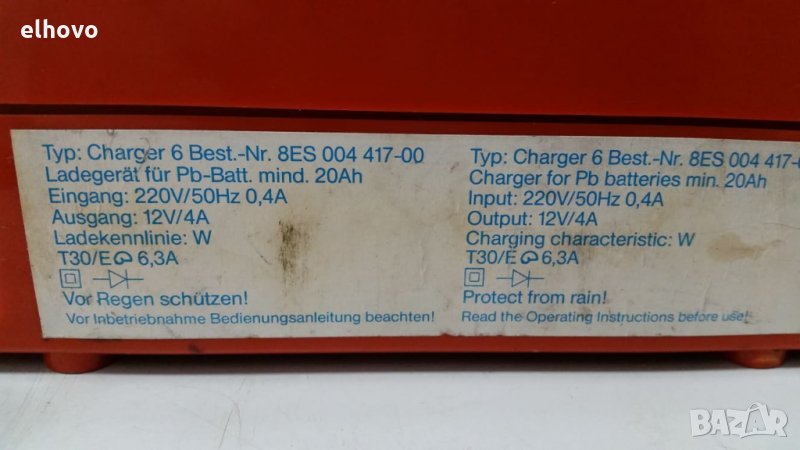 elhovo
Typ: Charger 6 Best.-Nr. 8ES 004 417-00
Ladegerät für Pb-Batt. mind. 20Ah
Eingang: 220V/50Hz 0,4A
Ausgang: 12V/4A
Ladekennlinie: W
T30/E 6,3A
Vor Regen schützen!
Vor Inbetriebnahme Bedienungsanleitung beachten!
Typ: Charger 6 Best.-Nr. 8ES 004 417-
Charger for Pb batteries min. 20Ah
Input: 220V/50Hz 0,4A
Output: 12V/4A
Charging characteristic: W
T30/E 6,3A
Protect from rain!
Read the Operating Instructions before use!
BAZAR